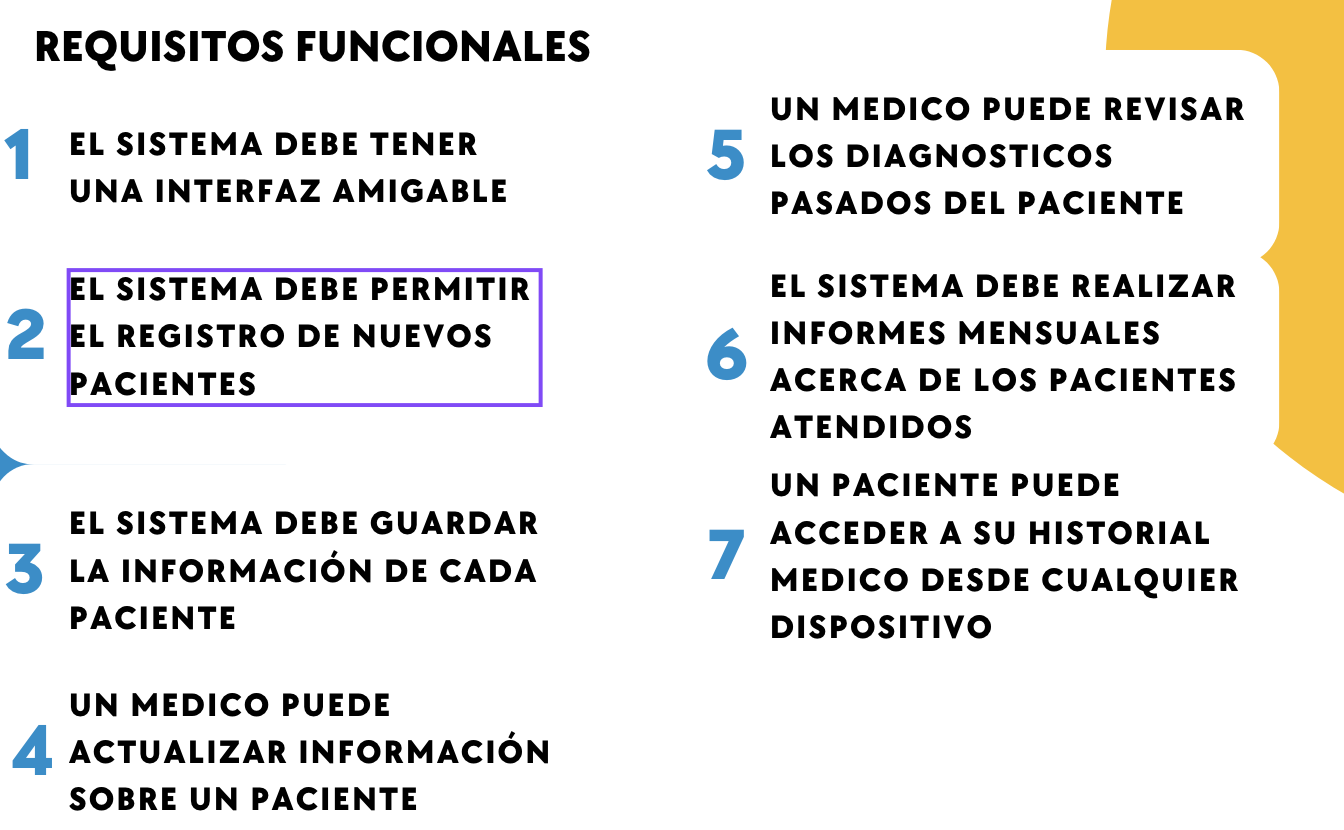 REQUISITOS FUNCIONALES
1
EL SISTEMA DEBE TENER
UNA INTERFAZ AMIGABLE
2
EL SISTEMA DEBE PERMITIR
EL REGISTRO DE NUEVOS
PACIENTES
3
EL SISTEMA DEBE GUARDAR
LA INFORMACIÓN DE CADA
PACIENTE
4
UN MEDICO PUEDE
ACTUALIZAR INFORMACIÓN
SOBRE UN PACIENTE
5
UN MEDICO PUEDE REVISAR
LOS DIAGNOSTICOS
PASADOS DEL PACIENTE
6
EL SISTEMA DEBE REALIZAR
INFORMES MENSUALES
ACERCA DE LOS PACIENTES
ATENDIDOS
7
UN PACIENTE PUEDE
ACCEDER A SU HISTORIAL
MEDICO DESDE CUALQUIER
DISPOSITIVO